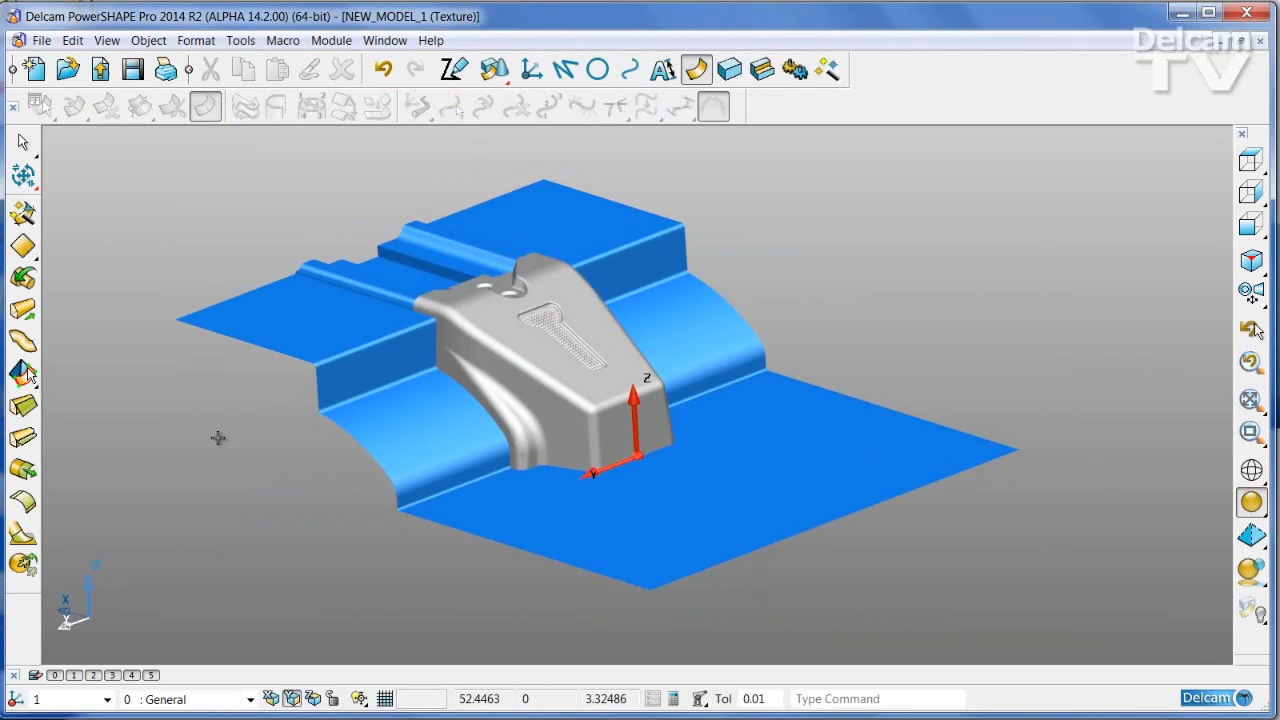 Delcam PowerSHAPE Pro 2014 R2 (ALPHA 14.2.00) (64-bit) - [NEW_MODEL_1 (Texture)]
File Edit View Object Format Tools Macro Module Window Help
Delcam
TV
Z
Y
Z
X
Y
0 1 2 3 4 5
1 0 : General 52.4463 0 3.32486 Tol 0.01 Type Command Delcam